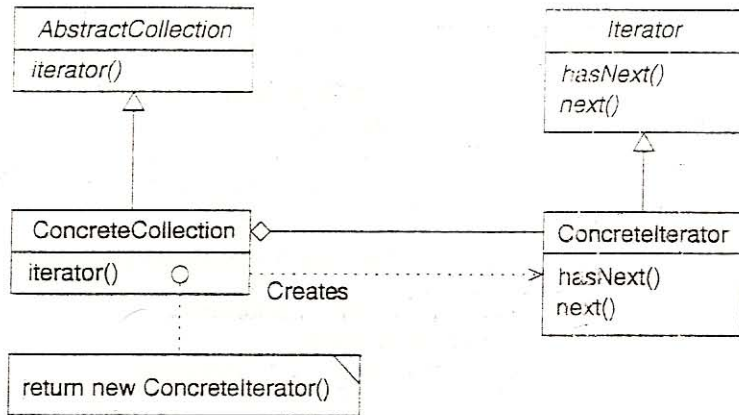 AbstractCollection
iterator()
Iterator
hasNext()
next()
ConcreteCollection
iterator()
Creates
ConcreteIterator
hasNext()
next()
return new ConcreteIterator()